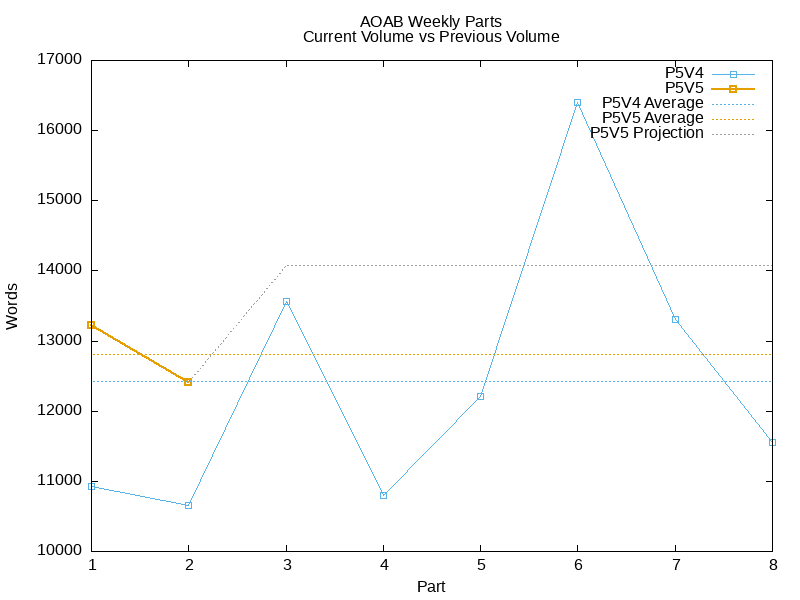 AOAB Weekly Parts
Current Volume vs Previous Volume
17000
16000
15000
14000
13000
12000
11000
10000
Words
P5V4
P5V5
P5V4 Average
P5V5 Average
P5V5 Projection
1 2 3 4 5 6 7 8
Part